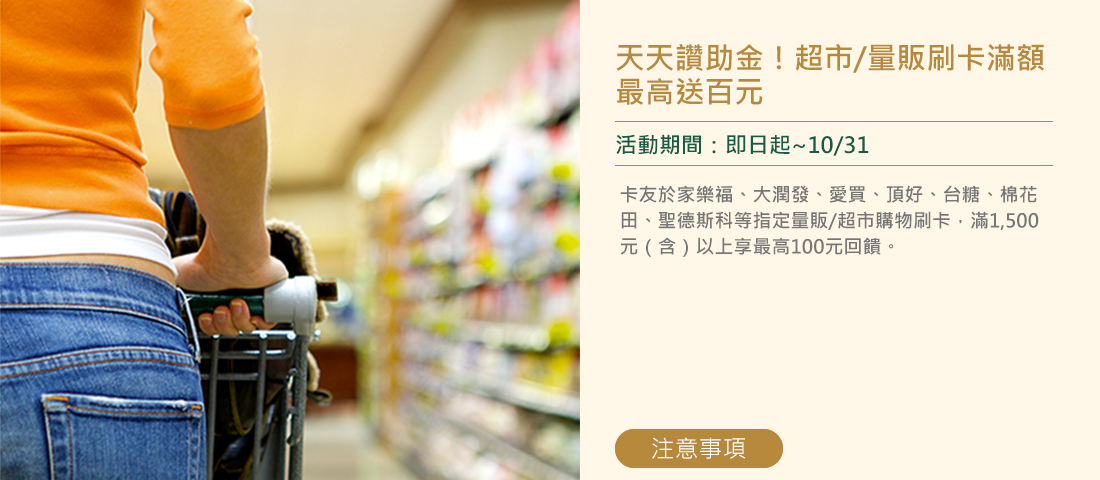 天天讚助金！超市/量販刷卡滿額
最高送百元
活動期間：即日起~10/31
卡友於家樂福、大潤發、愛買、頂好、台糖、棉花
田、聖德斯科等指定量販/超市購物刷卡，滿1,500
元（含）以上享最高100元回饋。
注意事項